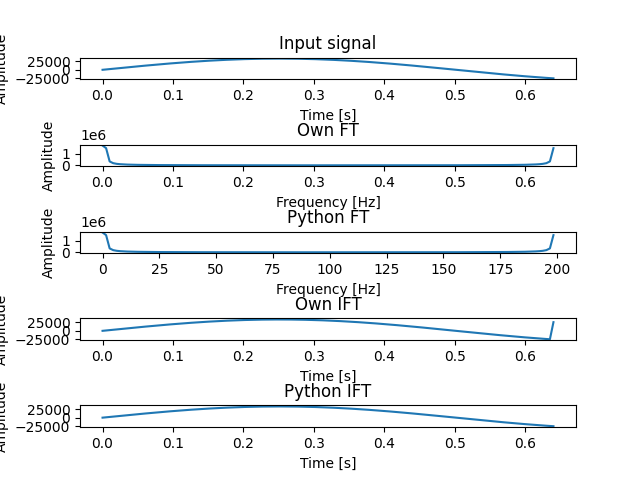 Input signal
Amplitude
25000
0
−25000
0.0 0.1 0.2 0.3 0.4 0.5 0.6
Time [s]
Own FT
1e6
Amplitude
1
0
0.0 0.1 0.2 0.3 0.4 0.5 0.6
Frequency [Hz]
Python FT
1e6
Amplitude
1
0
0 25 50 75 100 125 150 175 200
Frequency [Hz]
Own IFT
Amplitude
25000
0
−25000
0.0 0.1 0.2 0.3 0.4 0.5 0.6
Time [s]
Python IFT
Amplitude
25000
0
−25000
0.0 0.1 0.2 0.3 0.4 0.5 0.6
Time [s]